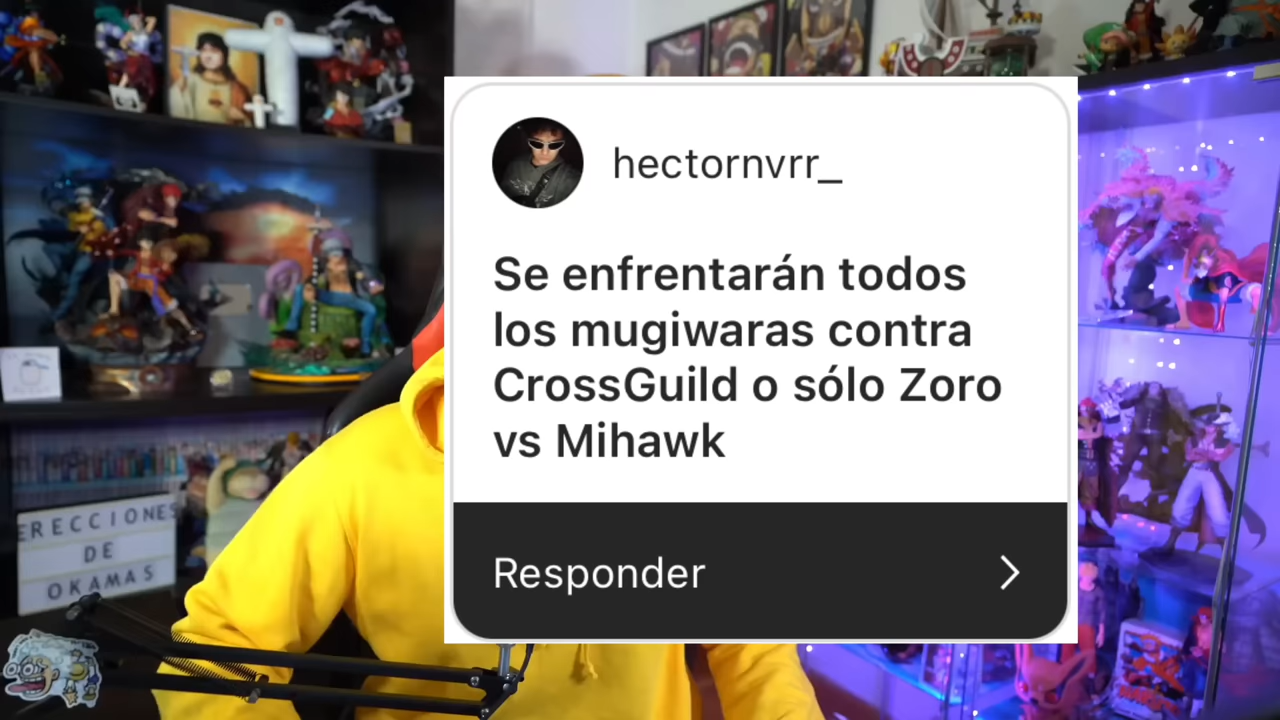 hectornvrr_
Se enfrentarán todos
los mugiwaras contra
CrossGuild o sólo Zoro
vs Mihawk
Responder
ERECCIONES
DE
OKAMAS